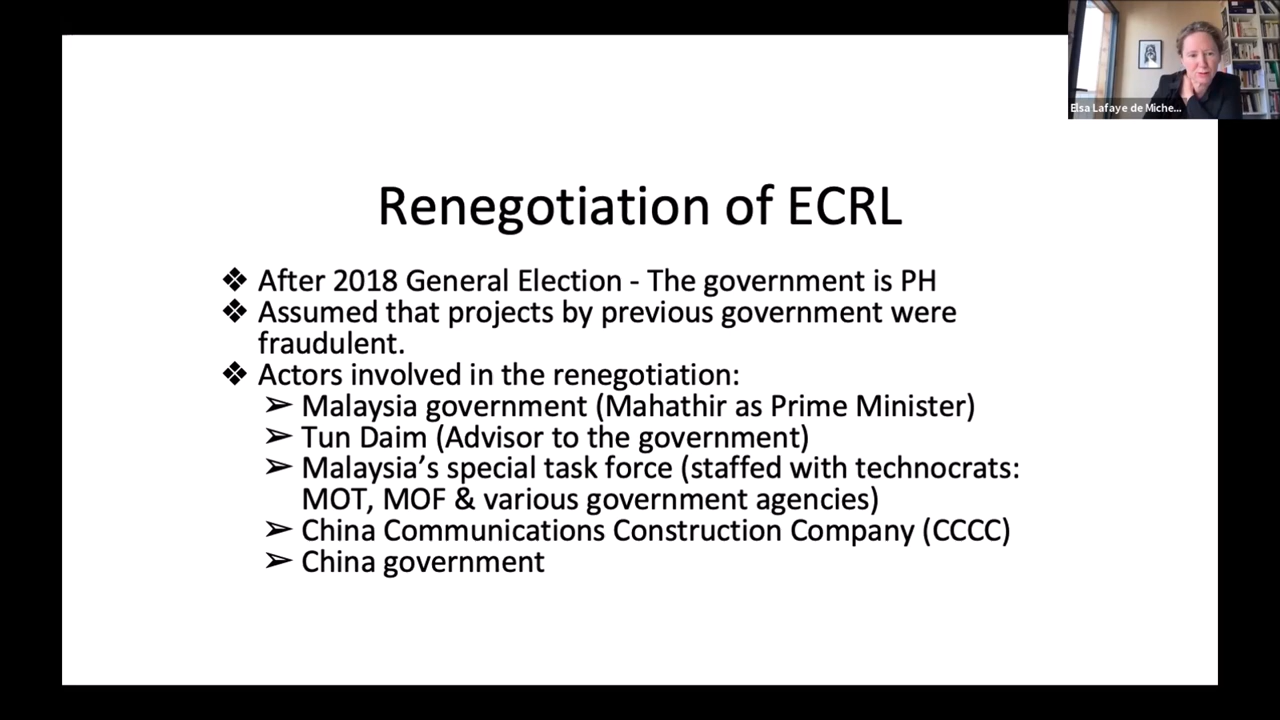 Elsa Lafaye de Miche...
Renegotiation of ECRL
❖ After 2018 General Election - The government is PH
❖ Assumed that projects by previous government were
fraudulent.
❖ Actors involved in the renegotiation:
➢ Malaysia government (Mahathir as Prime Minister)
➢ Tun Daim (Advisor to the government)
➢ Malaysia’s special task force (staffed with technocrats:
MOT, MOF & various government agencies)
➢ China Communications Construction Company (CCCC)
➢ China government